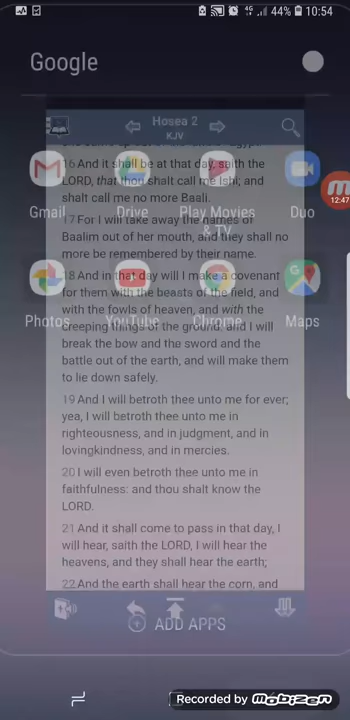 4G 44% 10:54
Google
Hosea 2
KJV
16 And it shall be at that day, saith the
LORD, that thou shalt call me Ishi; and
shalt call me no more Baali.
Gmail Drive Play Movies & TV Duo
12:47
17 For I will take away the names of
Baalim out of her mouth, and they shall no
more be remembered by their name.
18 And in that day will I make a covenant
for them with the beasts of the field, and
with the fowls of heaven, and with the
creeping things of the ground: and I will
break the bow and the sword and the
battle out of the earth, and will make them
to lie down safely.
Photos YouTube Chrome Maps
19 And I will betroth thee unto me for ever;
yea, I will betroth thee unto me in
righteousness, and in judgment, and in
lovingkindness, and in mercies.
20 I will even betroth thee unto me in
faithfulness: and thou shalt know the
LORD.
21 And it shall come to pass in that day, I
will hear, saith the LORD, I will hear the
heavens, and they shall hear the earth;
22 And the earth shall hear the corn, and
ADD APPS
Recorded by mobizen